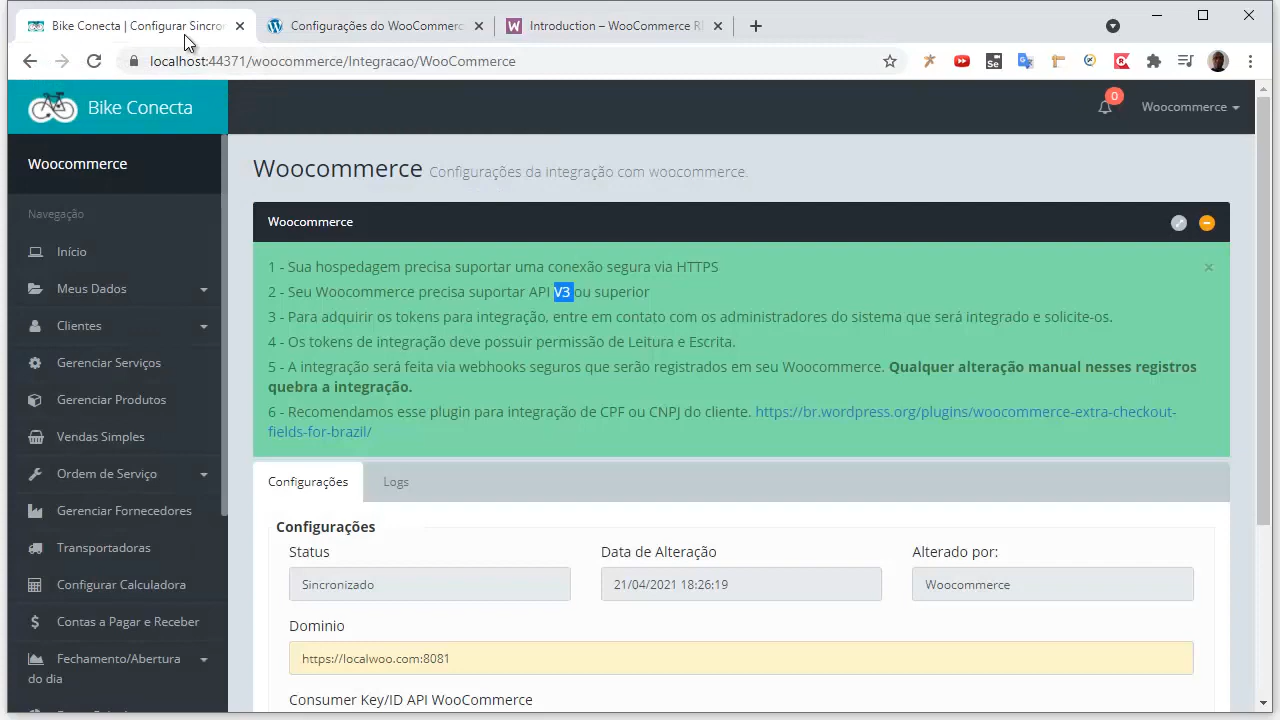 Bike Conecta | Configurar Sincro
Configurações do WooCommerc
Introduction – WooCommerce RE
localhost:44371/woocommerce/Integracao/WooCommerce
Bike Conecta
0
Woocommerce
Woocommerce
Navegação
Início
Meus Dados
Clientes
Gerenciar Serviços
Gerenciar Produtos
Vendas Simples
Ordem de Serviço
Gerenciar Fornecedores
Transportadoras
Configurar Calculadora
Contas a Pagar e Receber
Fechamento/Abertura
do dia
Woocommerce Configurações da integração com woocommerce.
Woocommerce
1 - Sua hospedagem precisa suportar uma conexão segura via HTTPS
2 - Seu Woocommerce precisa suportar API V3 ou superior
3 - Para adquirir os tokens para integração, entre em contato com os administradores do sistema que será integrado e solicite-os.
4 - Os tokens de integração deve possuir permissão de Leitura e Escrita.
5 - A integração será feita via webhooks seguros que serão registrados em seu Woocommerce. Qualquer alteração manual nesses registros
quebra a integração.
6 - Recomendamos esse plugin para integração de CPF ou CNPJ do cliente. https://br.wordpress.org/plugins/woocommerce-extra-checkout-
fields-for-brazil/
Configurações Logs
Configurações
Status Data de Alteração Alterado por:
Sincronizado 21/04/2021 18:26:19 Woocommerce
Dominio
https://localwoo.com:8081
Consumer Key/ID API WooCommerce